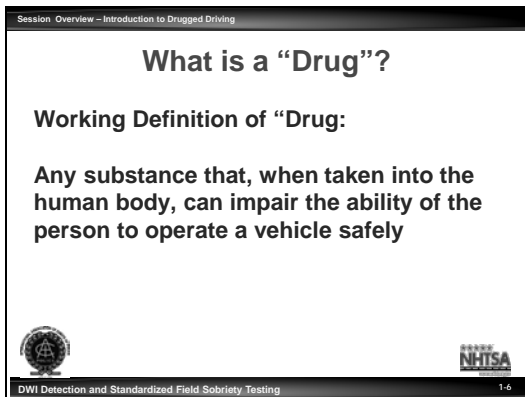 Session Overview – Introduction to Drugged Driving
What is a “Drug”?
Working Definition of “Drug:
Any substance that, when taken into the
human body, can impair the ability of the
person to operate a vehicle safely
NHTSA
DWI Detection and Standardized Field Sobriety Testing
1-6